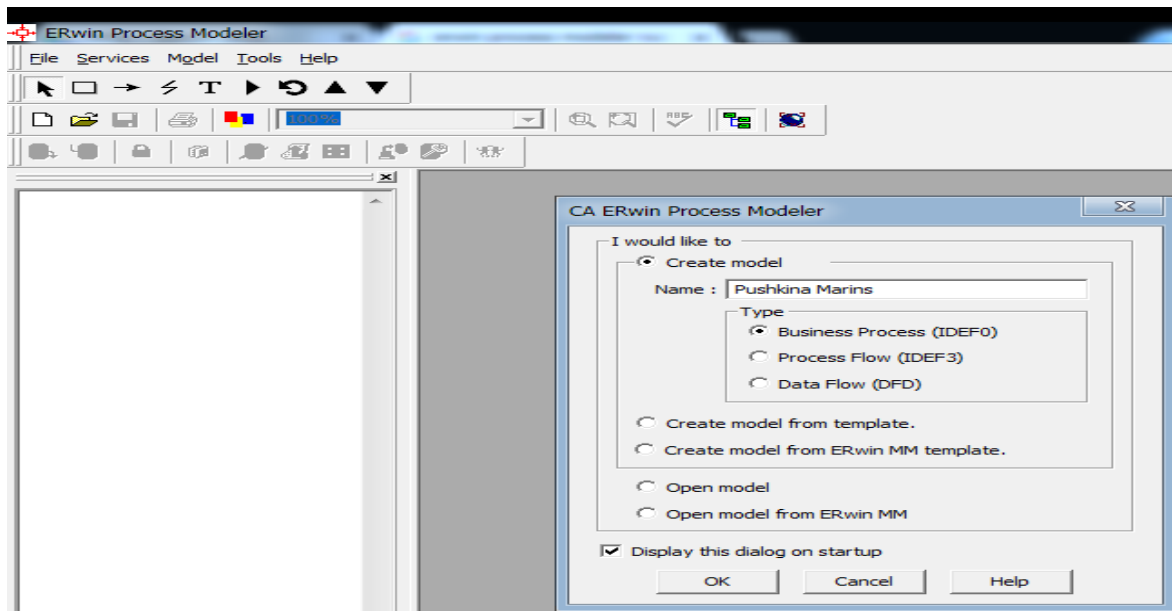 ERwin Process Modeler
File Services Model Tools Help
T
100%
CA ERwin Process Modeler
I would like to
Create model
Name : Pushkina Marins
Type
Business Process (IDEF0)
Process Flow (IDEF3)
Data Flow (DFD)
Create model from template.
Create model from ERwin MM template.
Open model
Open model from ERwin MM
Display this dialog on startup
OK Cancel Help